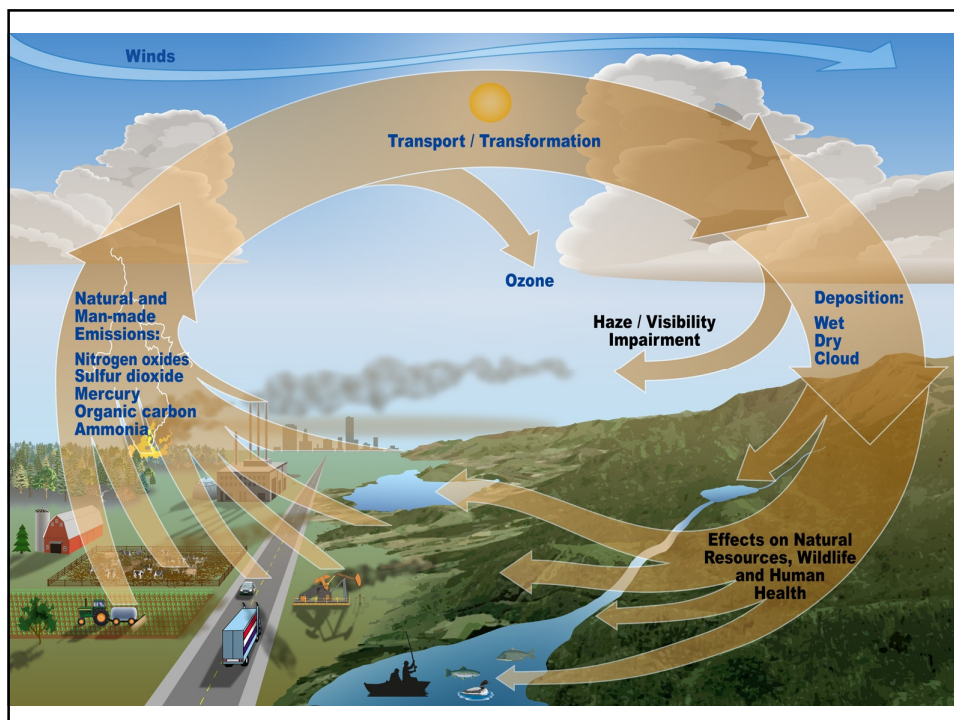 Winds
Transport / Transformation
Ozone
Natural and
Man-made
Emissions:
Nitrogen oxides
Sulfur dioxide
Mercury
Organic carbon
Ammonia
Haze / Visibility
Impairment
Deposition:
Wet
Dry
Cloud
Effects on Natural
Resources, Wildlife
and Human
Health